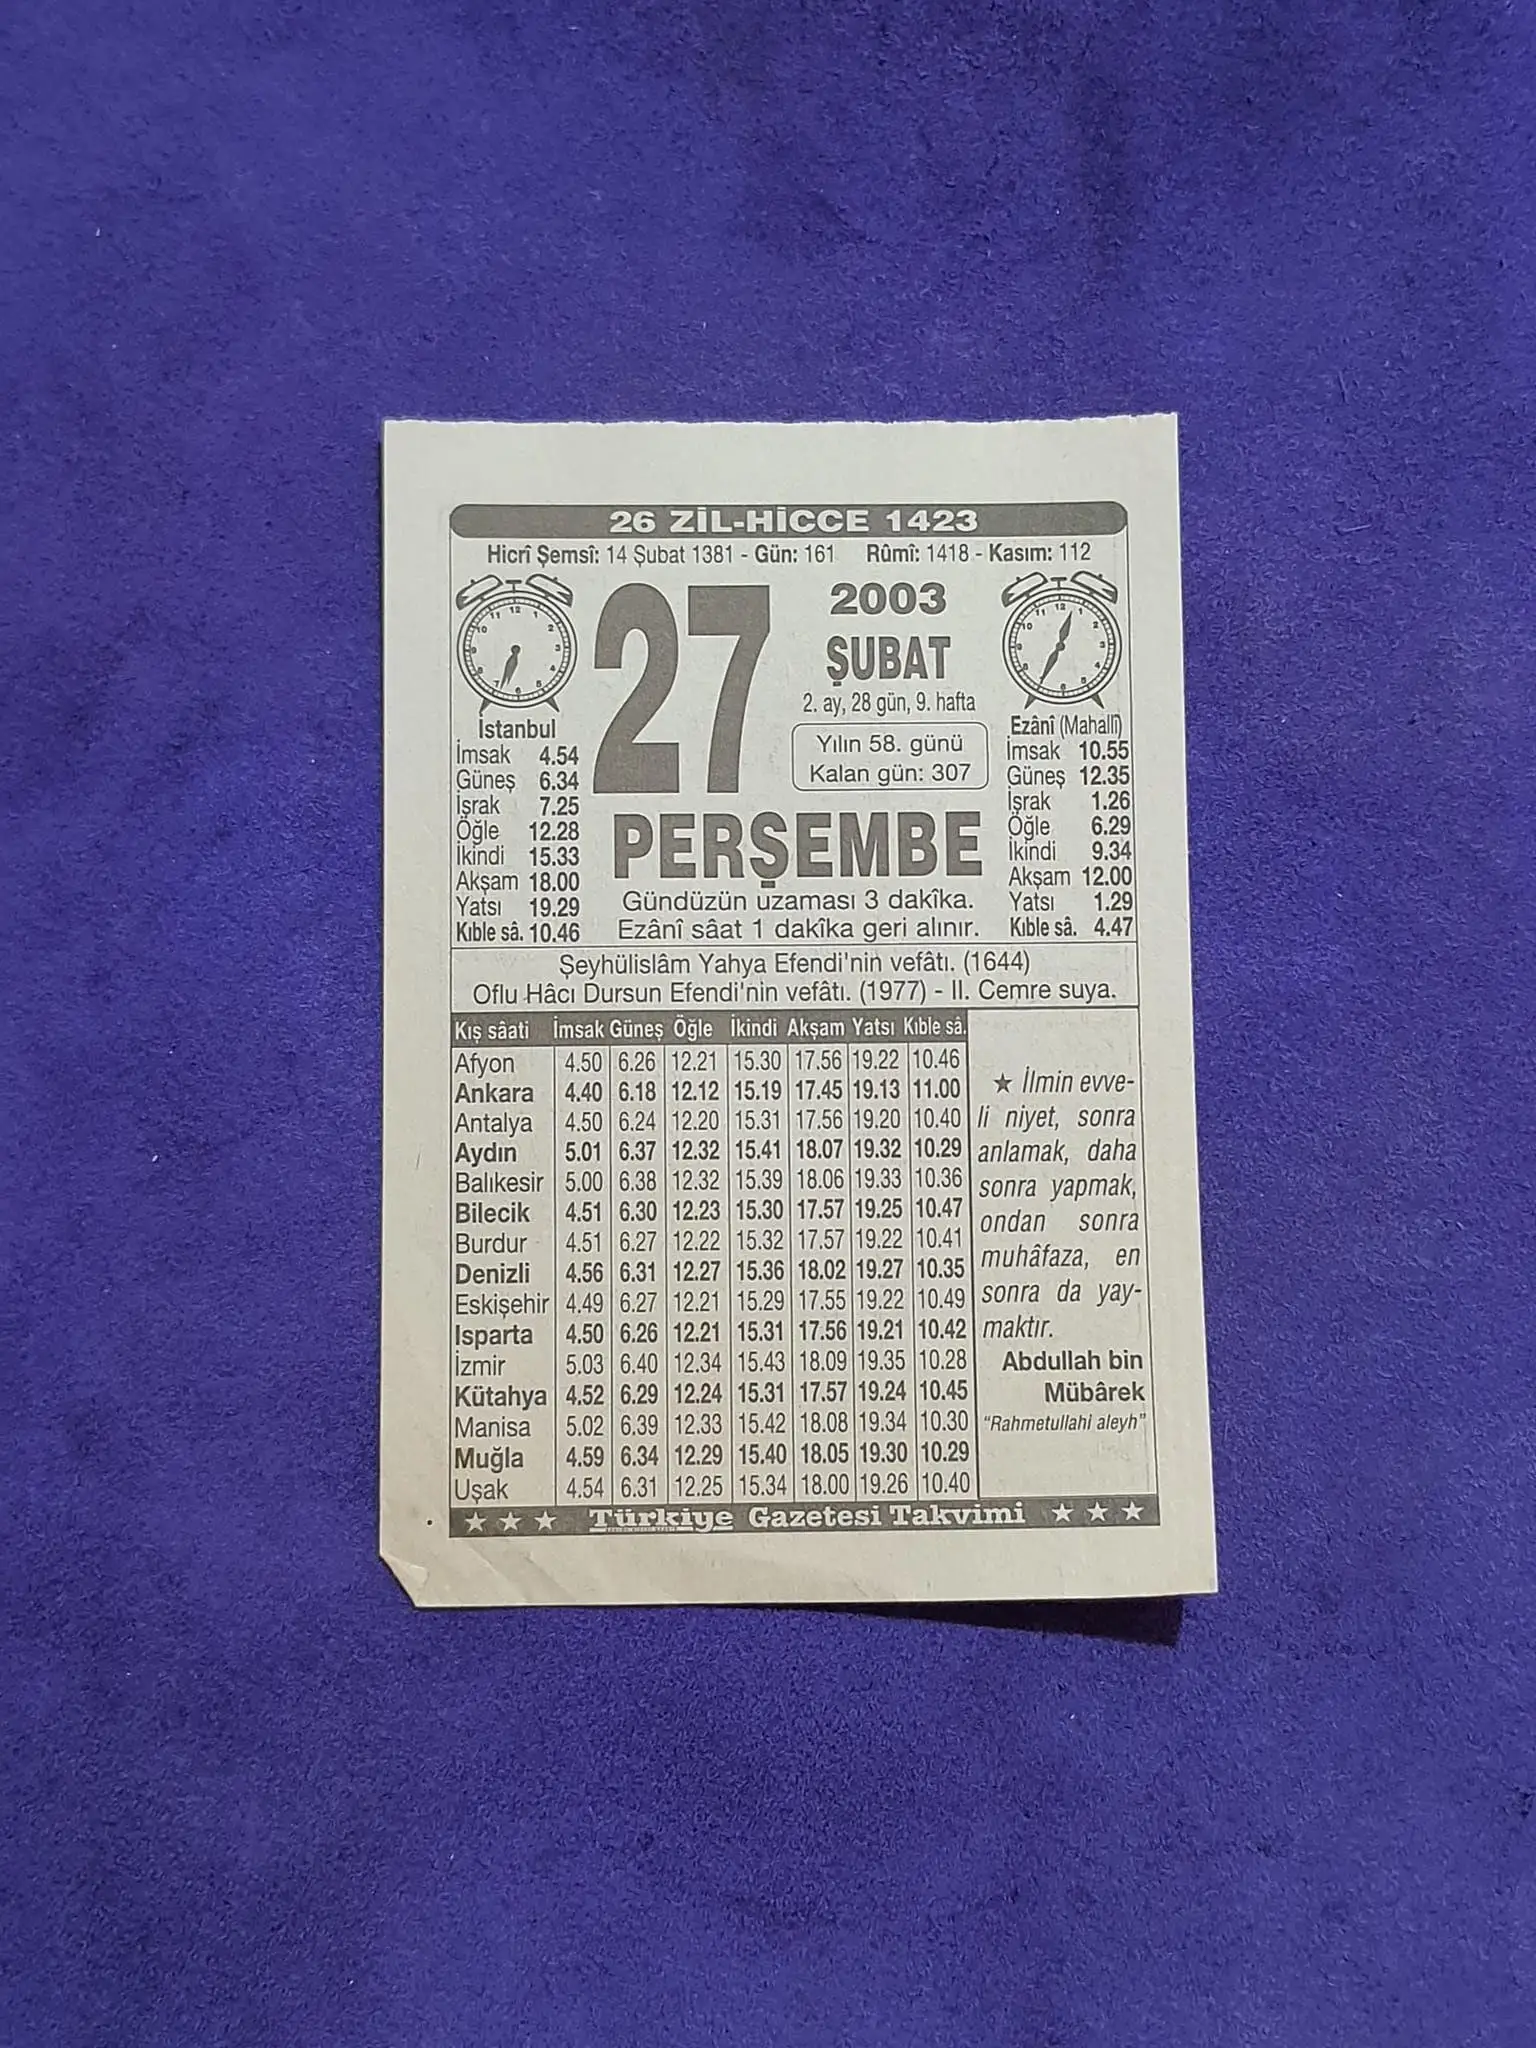 26 ZİL-HİCCE 1423
Hicrî Şemsî: 14 Şubat 1381 - Gün: 161 Rûmî: 1418 - Kasım: 112
27
2003
ŞUBAT
2. ay, 28 gün, 9. hafta
Yılın 58. günü
Kalan gün: 307
PERŞEMBE
Gündüzün uzaması 3 dakîka.
Ezânî sâat 1 dakîka geri alınır.
İstanbul
İmsak 4.54
Güneş 6.34
İşrak 7.25
Öğle 12.28
İkindi 15.33
Akşam 18.00
Yatsı 19.29
Kıble sâ. 10.46
Ezânî (Mahallî)
İmsak 10.55
Güneş 12.35
İşrak 1.26
Öğle 6.29
İkindi 9.34
Akşam 12.00
Yatsı 1.29
Kıble sâ. 4.47
Şeyhülislâm Yahya Efendi'nin vefâtı. (1644)
Oflu Hâcı Dursun Efendi'nin vefâtı. (1977) - II. Cemre suya.
Kış sâati İmsak Güneş Öğle İkindi Akşam Yatsı Kıble sâ.
Afyon 4.50 6.26 12.21 15.30 17.56 19.22 10.46
Ankara 4.40 6.18 12.12 15.19 17.45 19.13 11.00
Antalya 4.50 6.24 12.20 15.31 17.56 19.20 10.40
Aydın 5.01 6.37 12.32 15.41 18.07 19.32 10.29
Balıkesir 5.00 6.38 12.32 15.39 18.06 19.33 10.36
Bilecik 4.51 6.30 12.23 15.30 17.57 19.25 10.47
Burdur 4.51 6.27 12.22 15.32 17.57 19.22 10.41
Denizli 4.56 6.31 12.27 15.36 18.02 19.27 10.35
Eskişehir 4.49 6.27 12.21 15.29 17.55 19.22 10.49
Isparta 4.50 6.26 12.21 15.31 17.56 19.21 10.42
İzmir 5.03 6.40 12.34 15.43 18.09 19.35 10.28
Kütahya 4.52 6.29 12.24 15.31 17.57 19.24 10.45
Manisa 5.02 6.39 12.33 15.42 18.08 19.34 10.30
Muğla 4.59 6.34 12.29 15.40 18.05 19.30 10.29
Uşak 4.54 6.31 12.25 15.34 18.00 19.26 10.40
★ İlmin evve-
li niyet, sonra
anlamak, daha
sonra yapmak,
ondan sonra
muhâfaza, en
sonra da yay-
maktır.
Abdullah bin
Mübârek
"Rahmetullahi aleyh"
★ ★ ★ Türkiye Gazetesi Takvimi ★ ★ ★